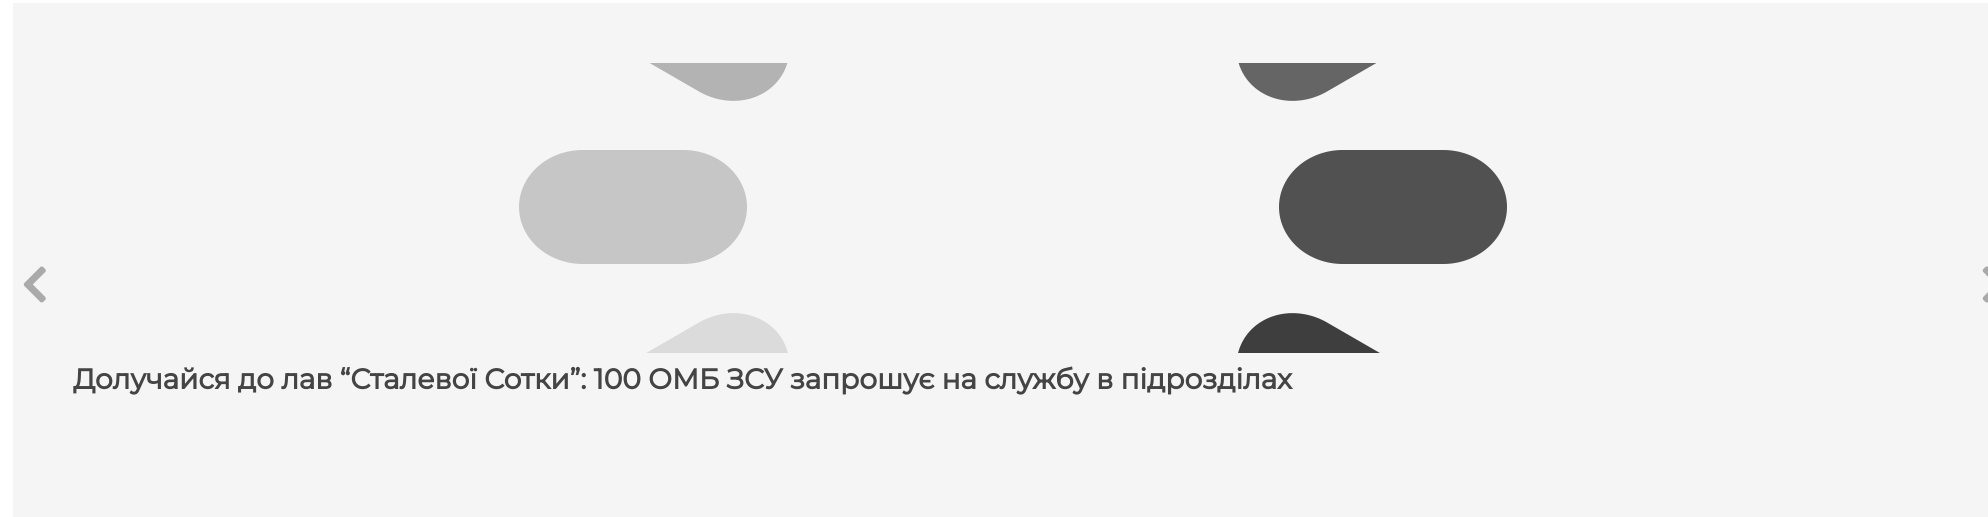 Долучайся до лав “Сталевої Сотки”: 100 ОМБ ЗСУ запрошує на службу в підрозділах